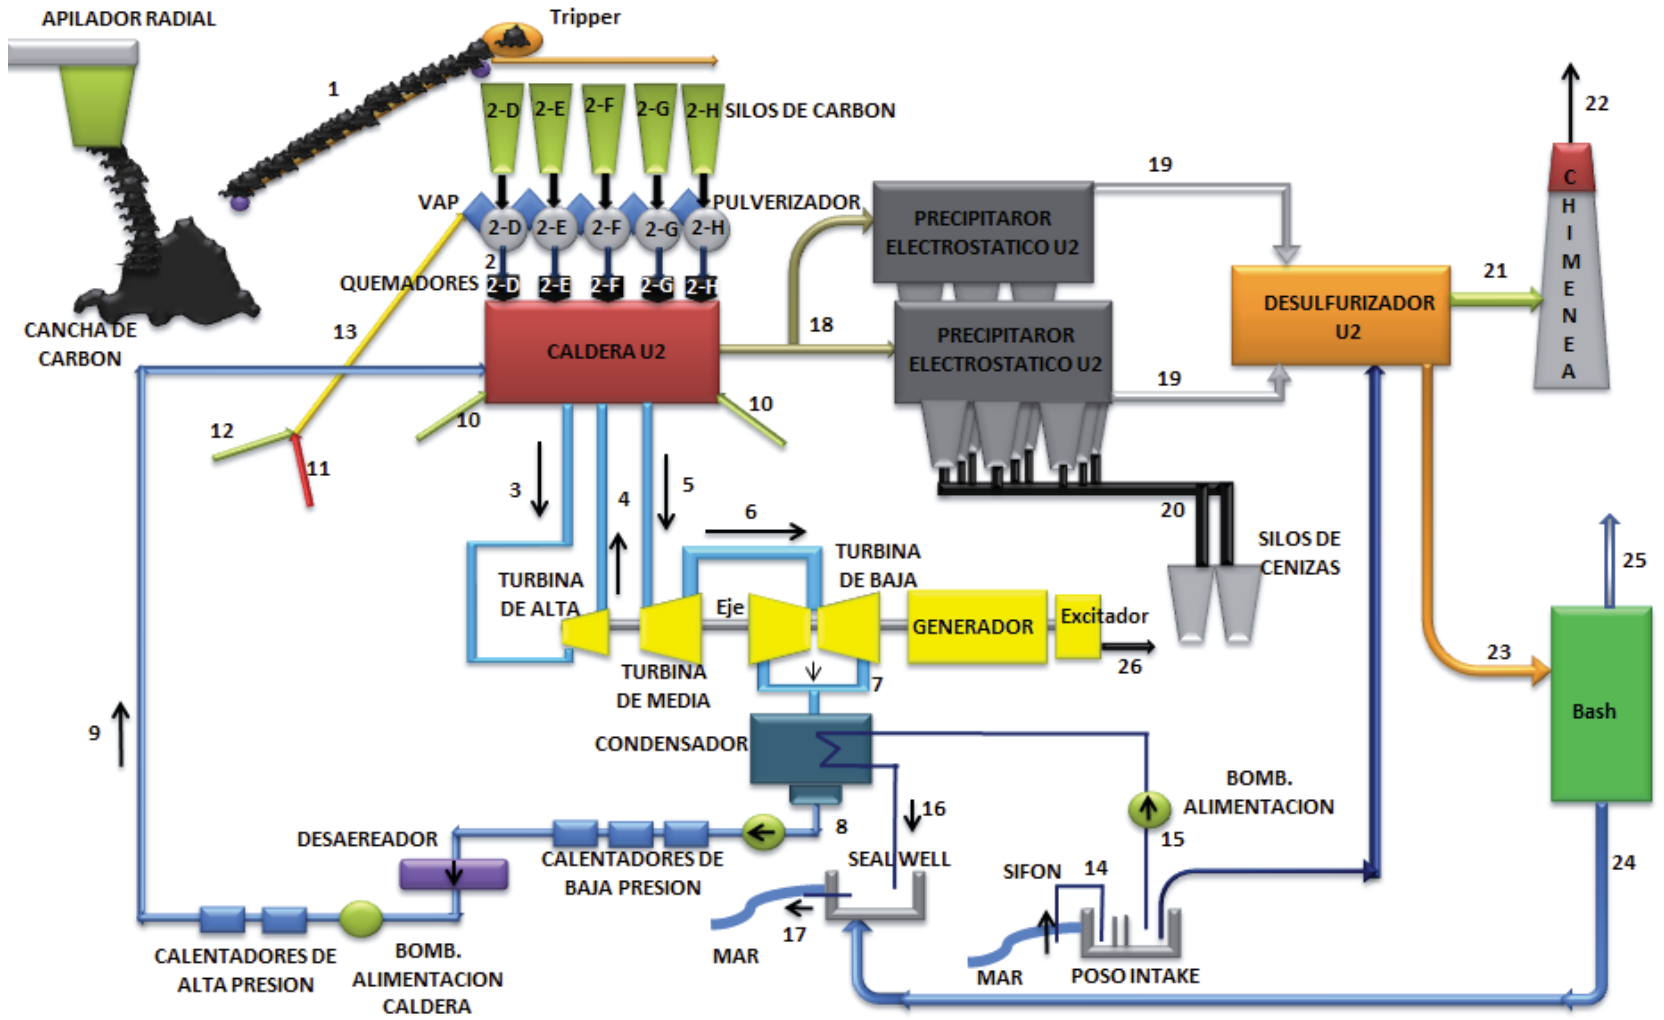 APILADOR RADIAL
Tripper
1
2-D
2-E
2-F
2-G
2-H
SILOS DE CARBON
22
CHIMENEA
VAP
PULVERIZADOR
2-D
2-E
2-F
2-G
2-H
2
QUEMADORES
2-D
2-E
2-F
2-G
2-H
CANCHA DE
CARBON
13
CALDERA U2
18
PRECIPITAROR
ELECTROSTATICO U2
PRECIPITAROR
ELECTROSTATICO U2
19
19
DESULFURIZADOR
U2
21
10
10
12
11
3
4
5
6
20
SILOS DE
CENIZAS
TURBINA
DE ALTA
TURBINA
DE BAJA
Eje
GENERADOR
Excitador
26
TURBINA
DE MEDIA
7
25
23
Bash
9
CONDENSADOR
BOMB.
ALIMENTACION
15
16
8
DESAEREADOR
CALENTADORES DE
BAJA PRESION
SEAL WELL
SIFON
14
24
17
MAR
MAR
POSO INTAKE
CALENTADORES DE
ALTA PRESION
BOMB.
ALIMENTACION
CALDERA